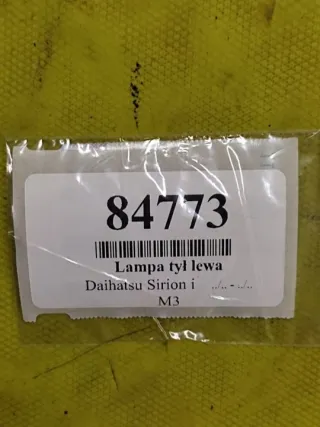 84773
Lampa tył lewa
Daihatsu Sirion i ../.. - ../..
M3